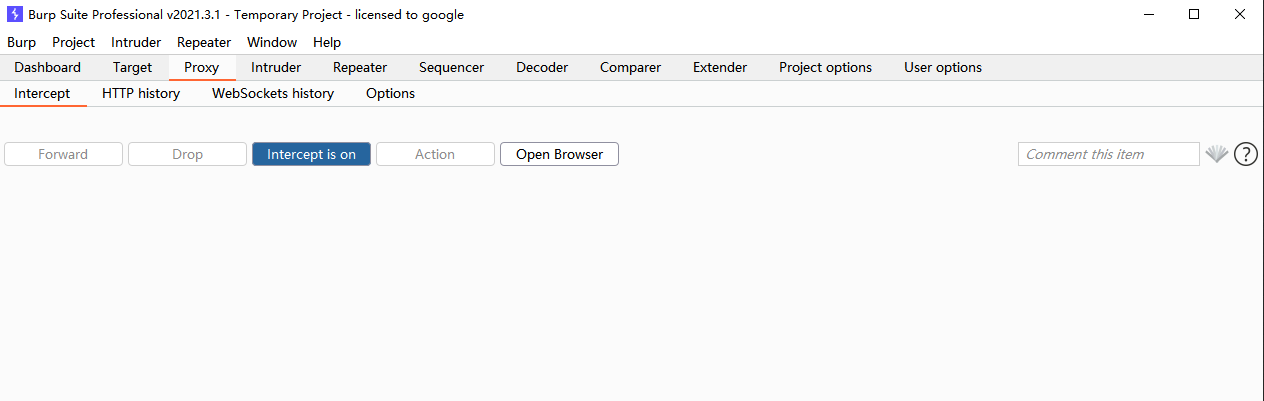 Burp Suite Professional v2021.3.1 - Temporary Project - licensed to google
Burp Project Intruder Repeater Window Help
Dashboard Target Proxy Intruder Repeater Sequencer Decoder Comparer Extender Project options User options
Intercept HTTP history WebSockets history Options
Forward Drop Intercept is on Action Open Browser Comment this item ?